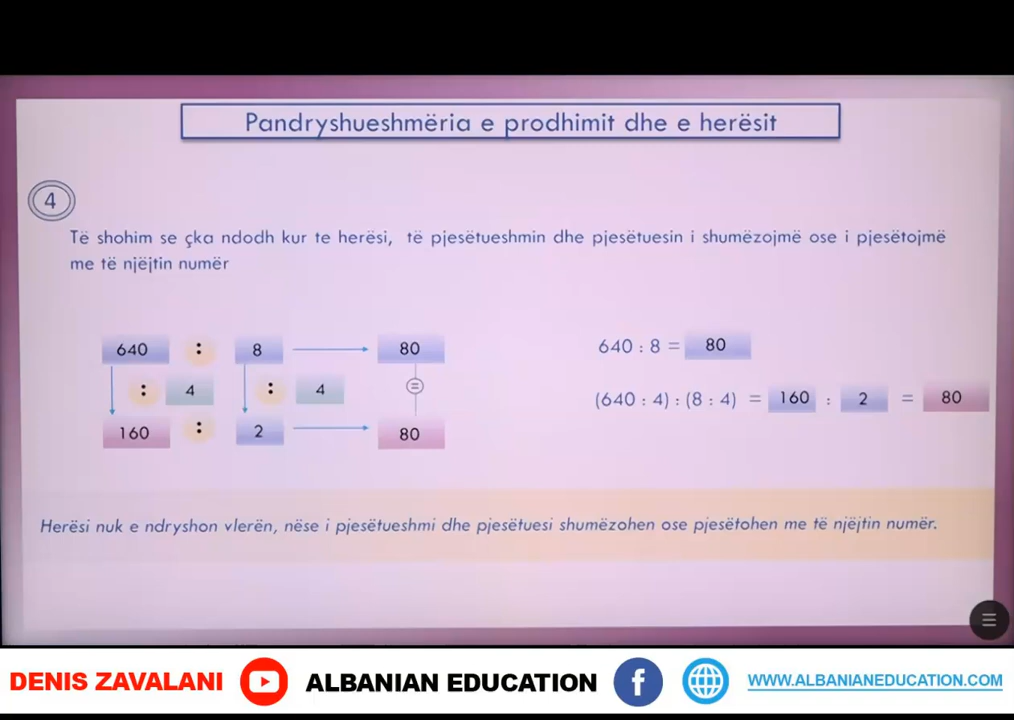 Pandryshueshmëria e prodhimit dhe e herësit
4
Të shohim se çka ndodh kur te herësi, të pjesëtueshmin dhe pjesëtuesin i shumëzojmë ose i pjesëtojmë
me të njëjtin numër
640 : 8 80
: 4 : 4 =
160 : 2 80
640 : 8 = 80
(640 : 4) : (8 : 4) = 160 : 2 = 80
Herësi nuk e ndryshon vlerën, nëse i pjesëtueshmi dhe pjesëtuesi shumëzohen ose pjesëtohen me të njëjtin numër.
DENIS ZAVALANI ALBANIAN EDUCATION f WWW.ALBANIANEDUCATION.COM